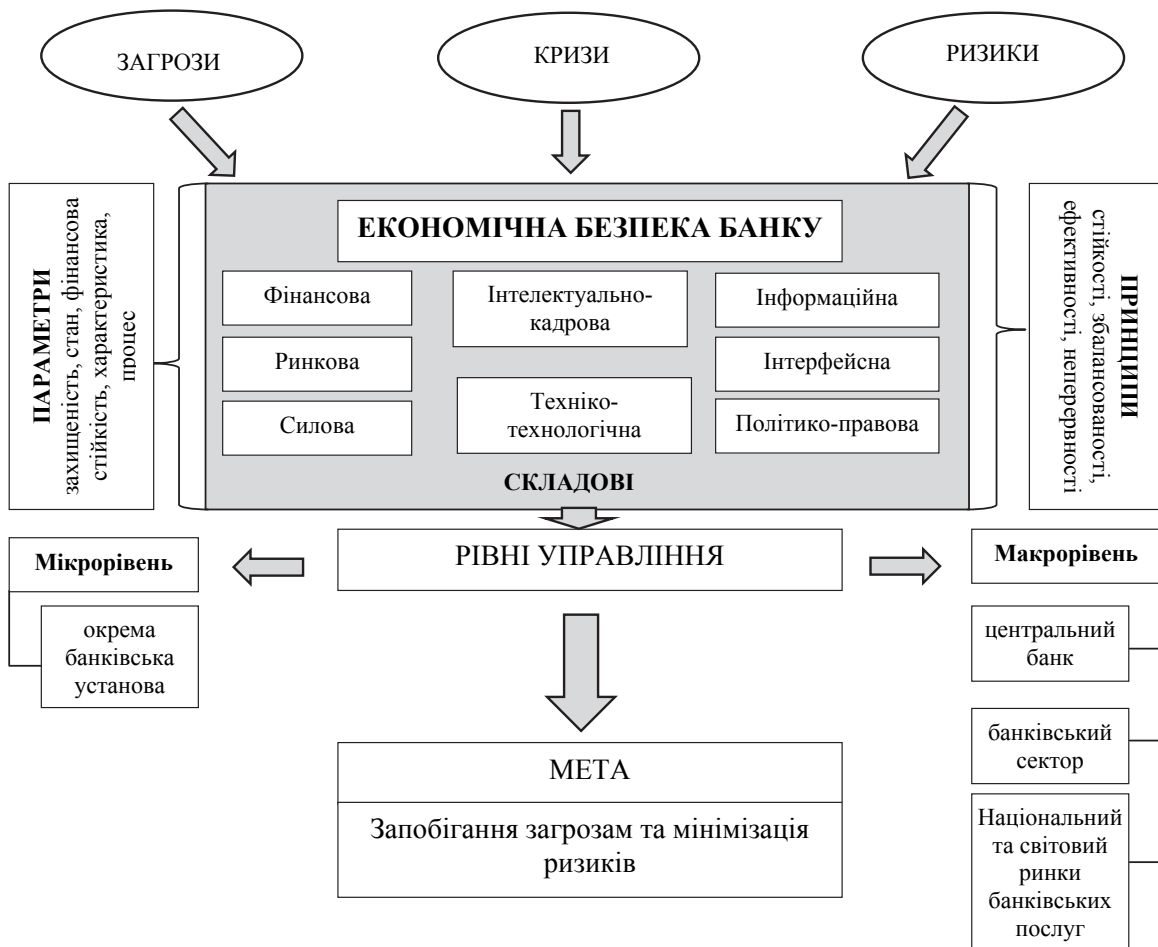 ЗАГРОЗИ
КРИЗИ
РИЗИКИ
ПАРАМЕТРИ
захищеність, стан, фінансова
стійкість, характеристика,
процес
ЕКОНОМІЧНА БЕЗПЕКА БАНКУ
Фінансова
Інтелектуально-
кадрова
Інформаційна
Ринкова
Інтерфейсна
Силова
Техніко-
технологічна
Політико-правова
СКЛАДОВІ
ПРИНЦИПИ
стійкості, збалансованості,
ефективності, неперервності
РІВНІ УПРАВЛІННЯ
Мікрорівень
окрема
банківська
установа
Макрорівень
центральний
банк
банківський
сектор
Національний
та світовий
ринки
банківських
послуг
МЕТА
Запобігання загрозам та мінімізація
ризиків